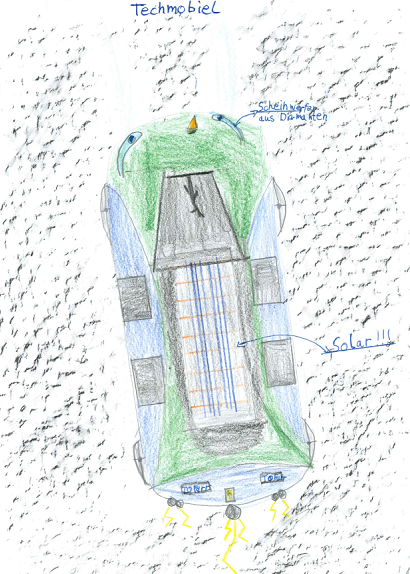 Techmobiel
Scheinwerfer
aus Diamanten
Solar!!!